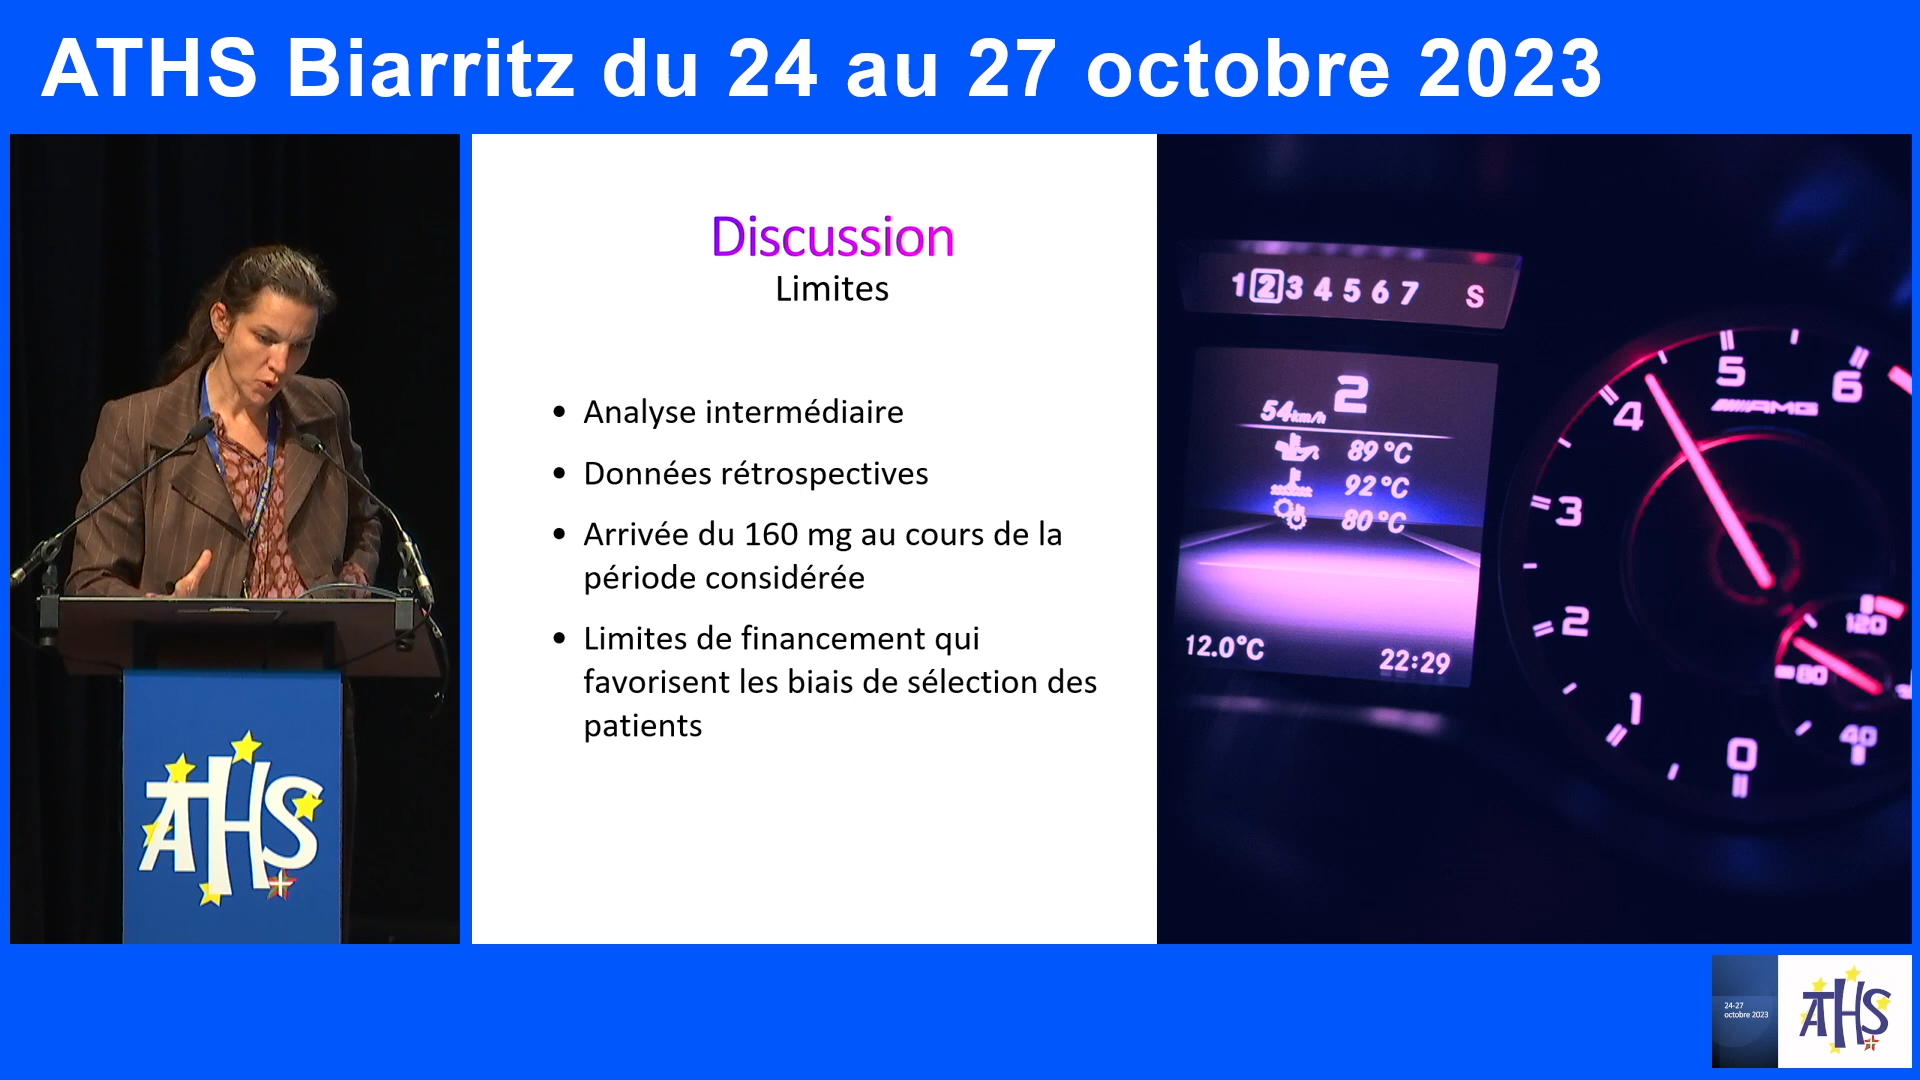 ATHS Biarritz du 24 au 27 octobre 2023
Discussion
Limites
• Analyse intermédiaire
• Données rétrospectives
• Arrivée du 160 mg au cours de la
période considérée
• Limites de financement qui
favorisent les biais de sélection des
patients
1 2 3 4 5 6 7 S
2
54 km/h
89 °C
92 °C
80 °C
12.0°C
22:29
AMG
0
1
2
3
4
5
6
40
80
120
ATHS
24-27
octobre 2023
ATHS